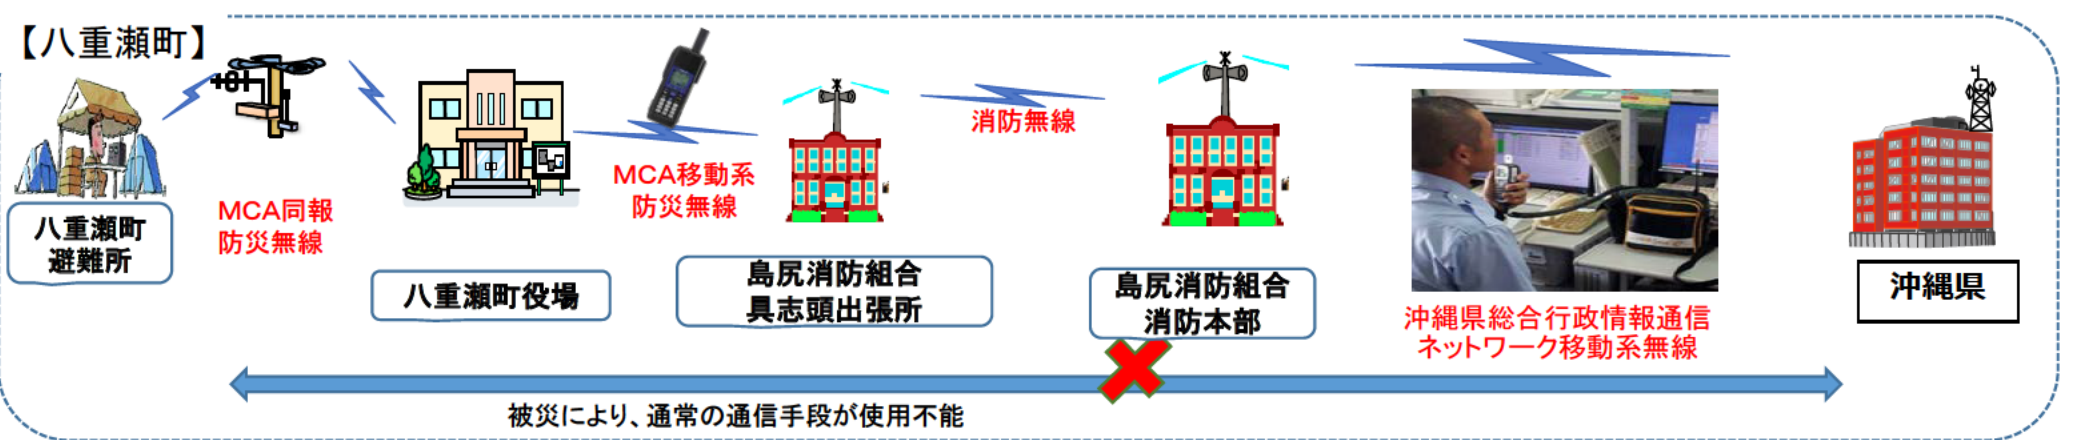 【八重瀬町】
八重瀬町
避難所
MCA同報
防災無線
八重瀬町役場
MCA移動系
防災無線
島尻消防組合
具志頭出張所
消防無線
島尻消防組合
消防本部
沖縄県総合行政情報通信
ネットワーク移動系無線
沖縄県
被災により、通常の通信手段が使用不能